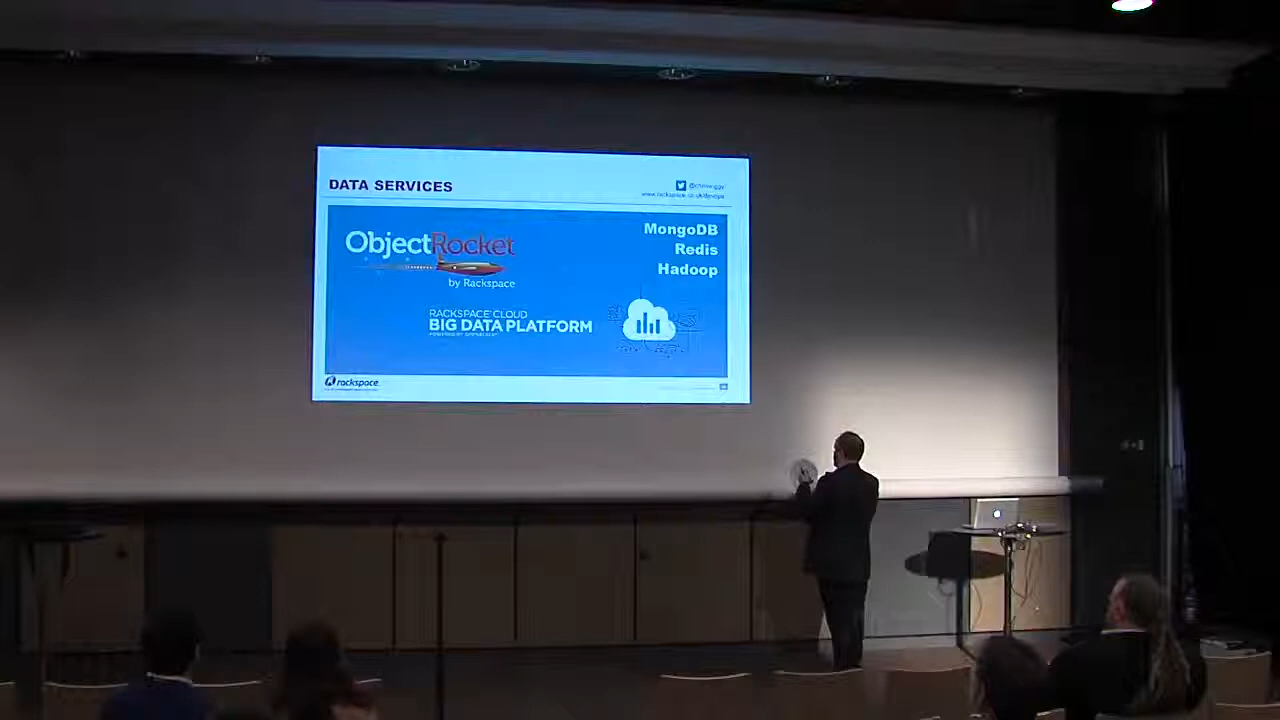 DATA SERVICES
MongoDB
Redis
Hadoop
ObjectRocket
by Rackspace
RACKSPACE CLOUD
BIG DATA PLATFORM
rackspace